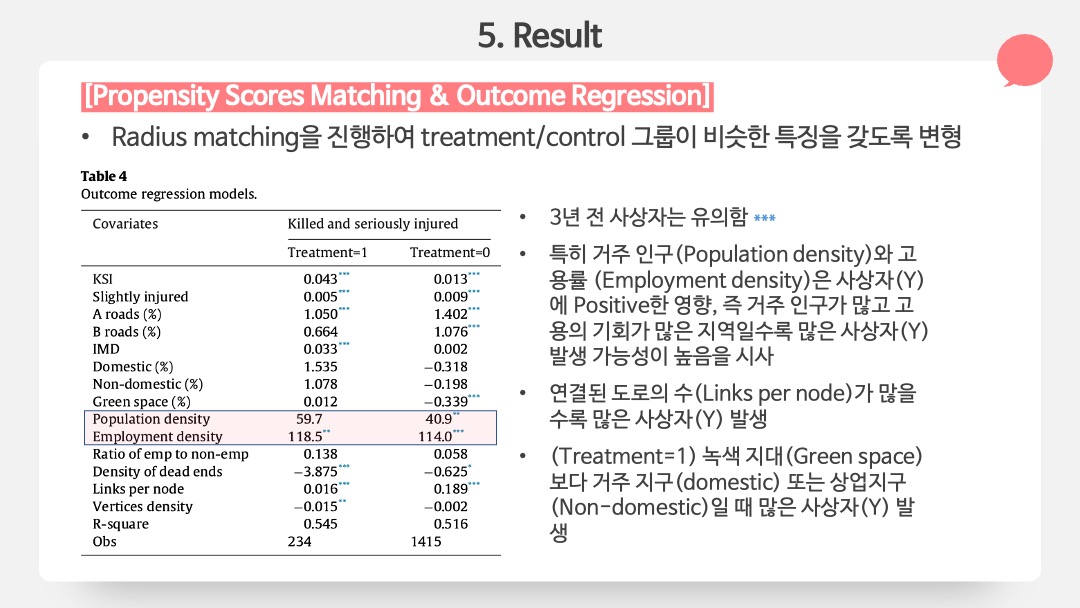 5. Result
[Propensity Scores Matching & Outcome Regression]
• Radius matching을 진행하여 treatment/control 그룹이 비슷한 특징을 갖도록 변형
Table 4
Outcome regression models.
Covariates Killed and seriously injured
Treatment=1 Treatment=0
KSI 0.043*** 0.013***
Slightly injured 0.005*** 0.009***
A roads (%) 1.050*** 1.402***
B roads (%) 0.664 1.076***
IMD 0.033*** 0.002
Domestic (%) 1.535 −0.318
Non-domestic (%) 1.078 −0.198
Green space (%) 0.012 −0.339***
Population density 59.7 40.9**
Employment density 118.5** 114.0***
Ratio of emp to non-emp 0.138 0.058
Density of dead ends −3.875*** −0.625*
Links per node 0.016*** 0.189***
Vertices density −0.015** −0.002
R-square 0.545 0.516
Obs 234 1415
• 3년 전 사상자는 유의함 ***
• 특히 거주 인구(Population density)와 고
용률 (Employment density)은 사상자(Y)
에 Positive한 영향, 즉 거주 인구가 많고 고
용의 기회가 많은 지역일수록 많은 사상자(Y)
발생 가능성이 높음을 시사
• 연결된 도로의 수(Links per node)가 많을
수록 많은 사상자(Y) 발생
• (Treatment=1) 녹색 지대(Green space)
보다 거주 지구(domestic) 또는 상업지구
(Non-domestic)일 때 많은 사상자(Y) 발
생